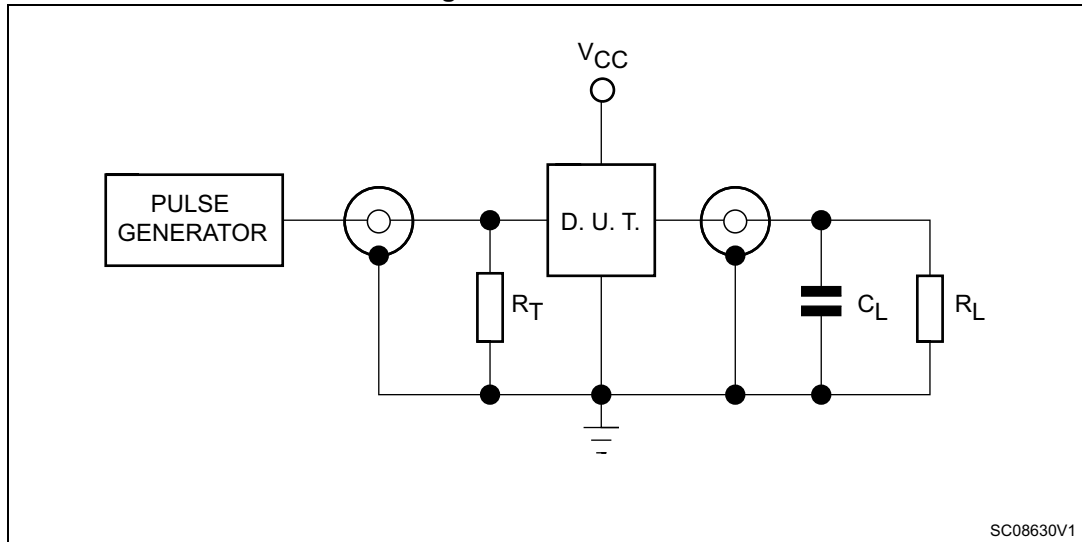 V_CC
PULSE
GENERATOR
D. U. T.
R_T
C_L
R_L
SC08630V1